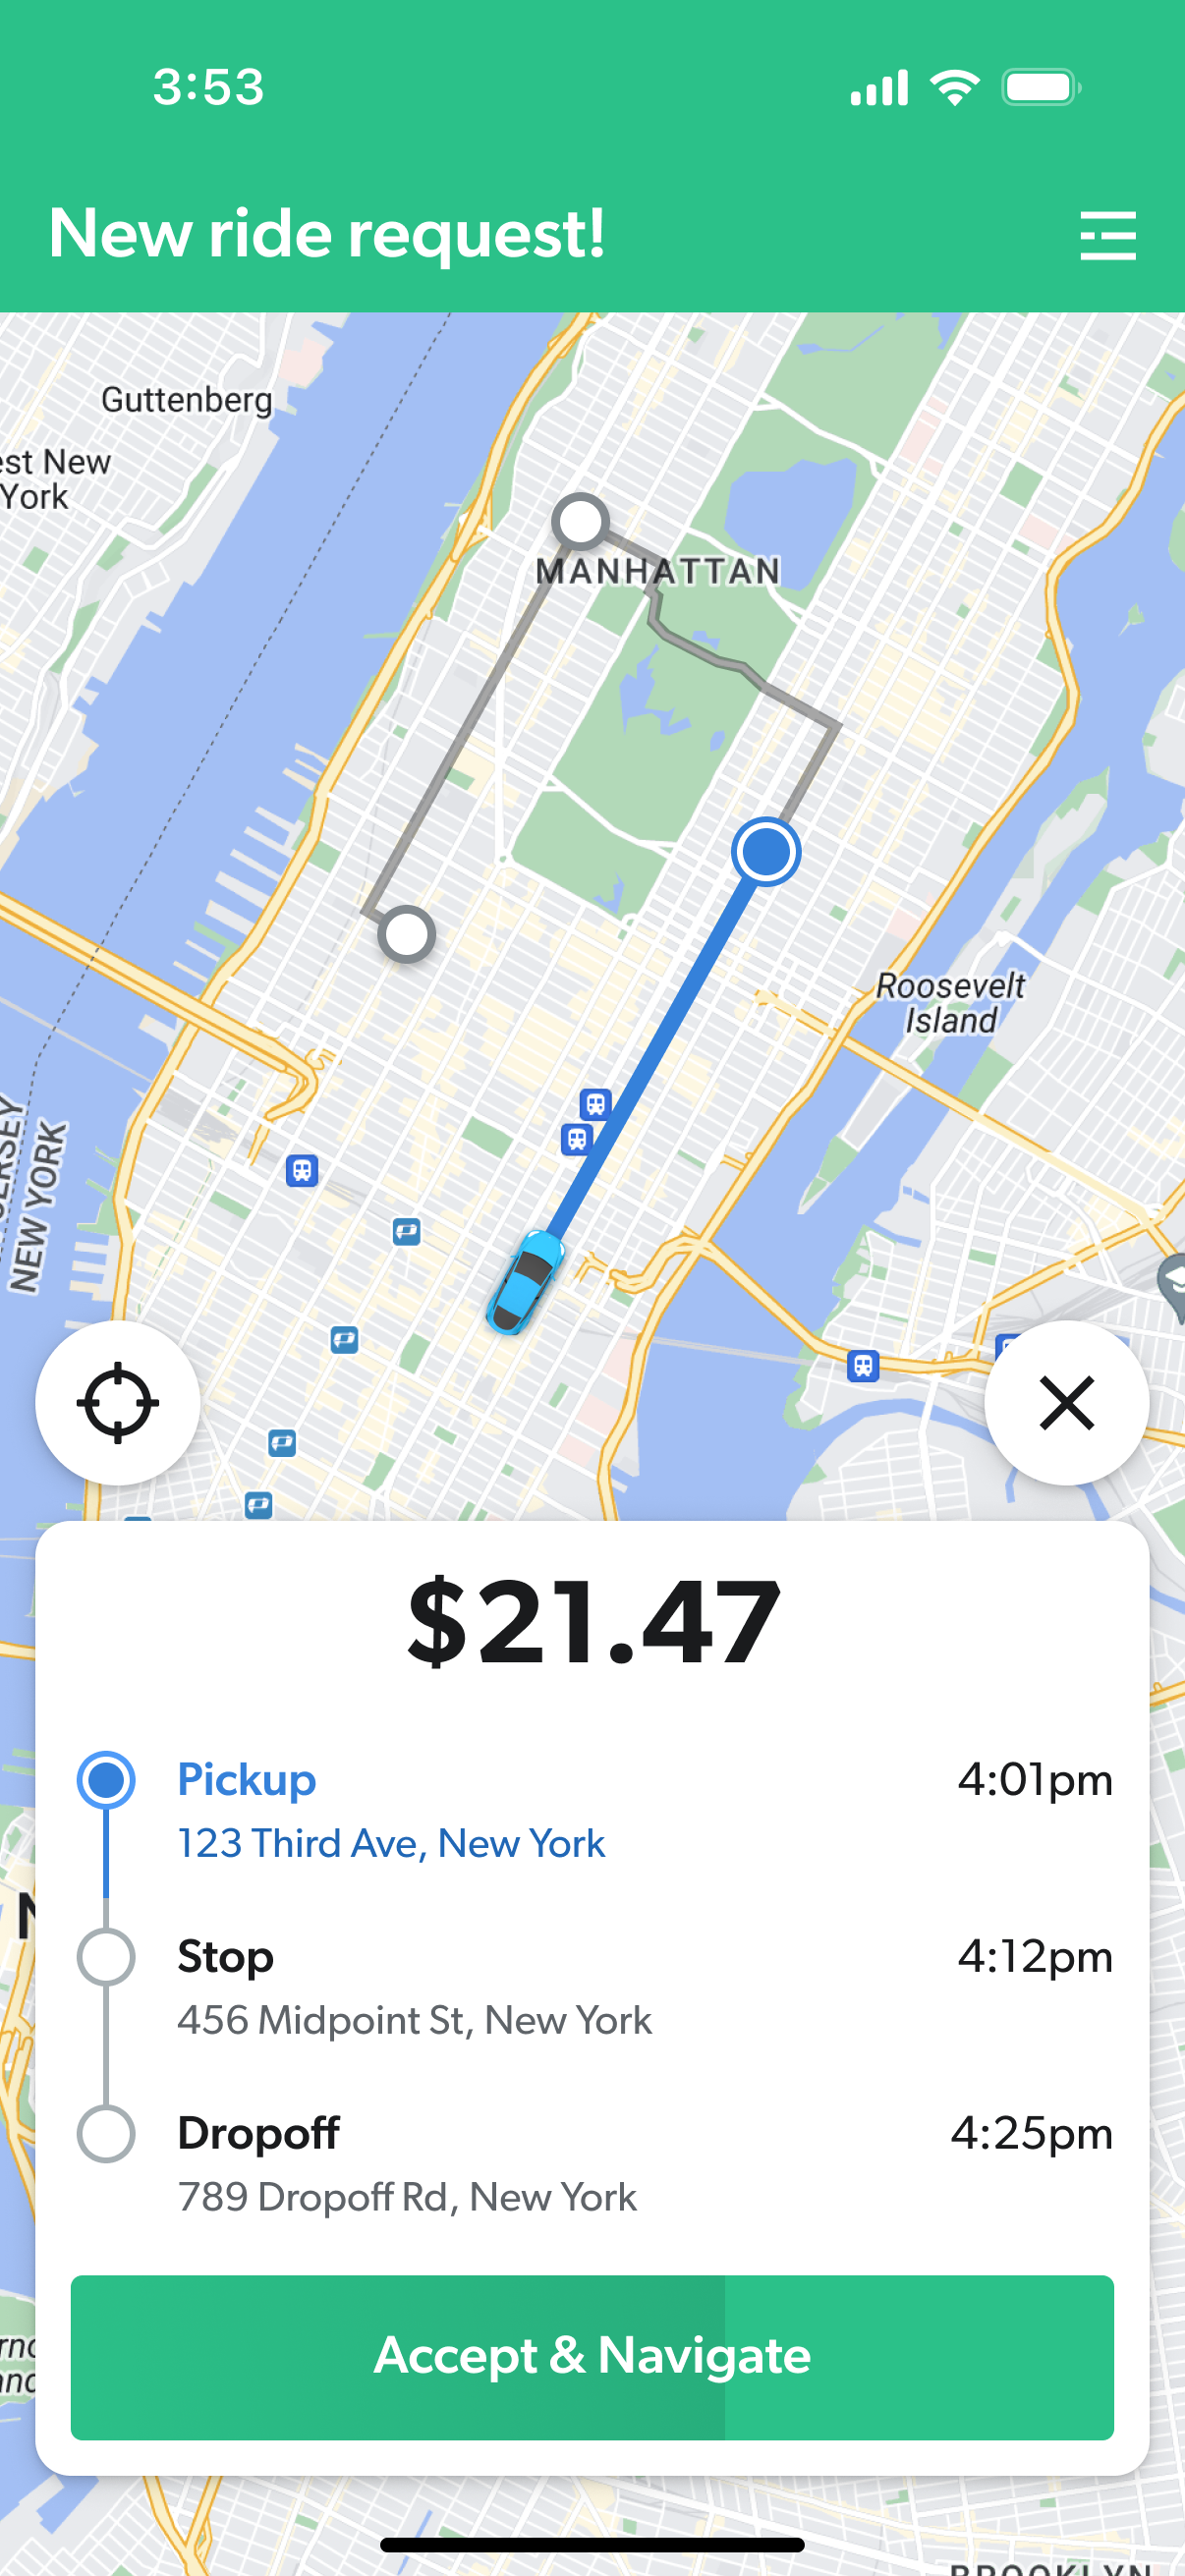 3:53
New ride request!
Guttenberg
est New
York
MANHATTAN
Roosevelt
Island
NEW YORK
$21.47
Pickup
4:01pm
123 Third Ave, New York
Stop
4:12pm
456 Midpoint St, New York
Dropoff
4:25pm
789 Dropoff Rd, New York
Accept & Navigate
BROOKLYN